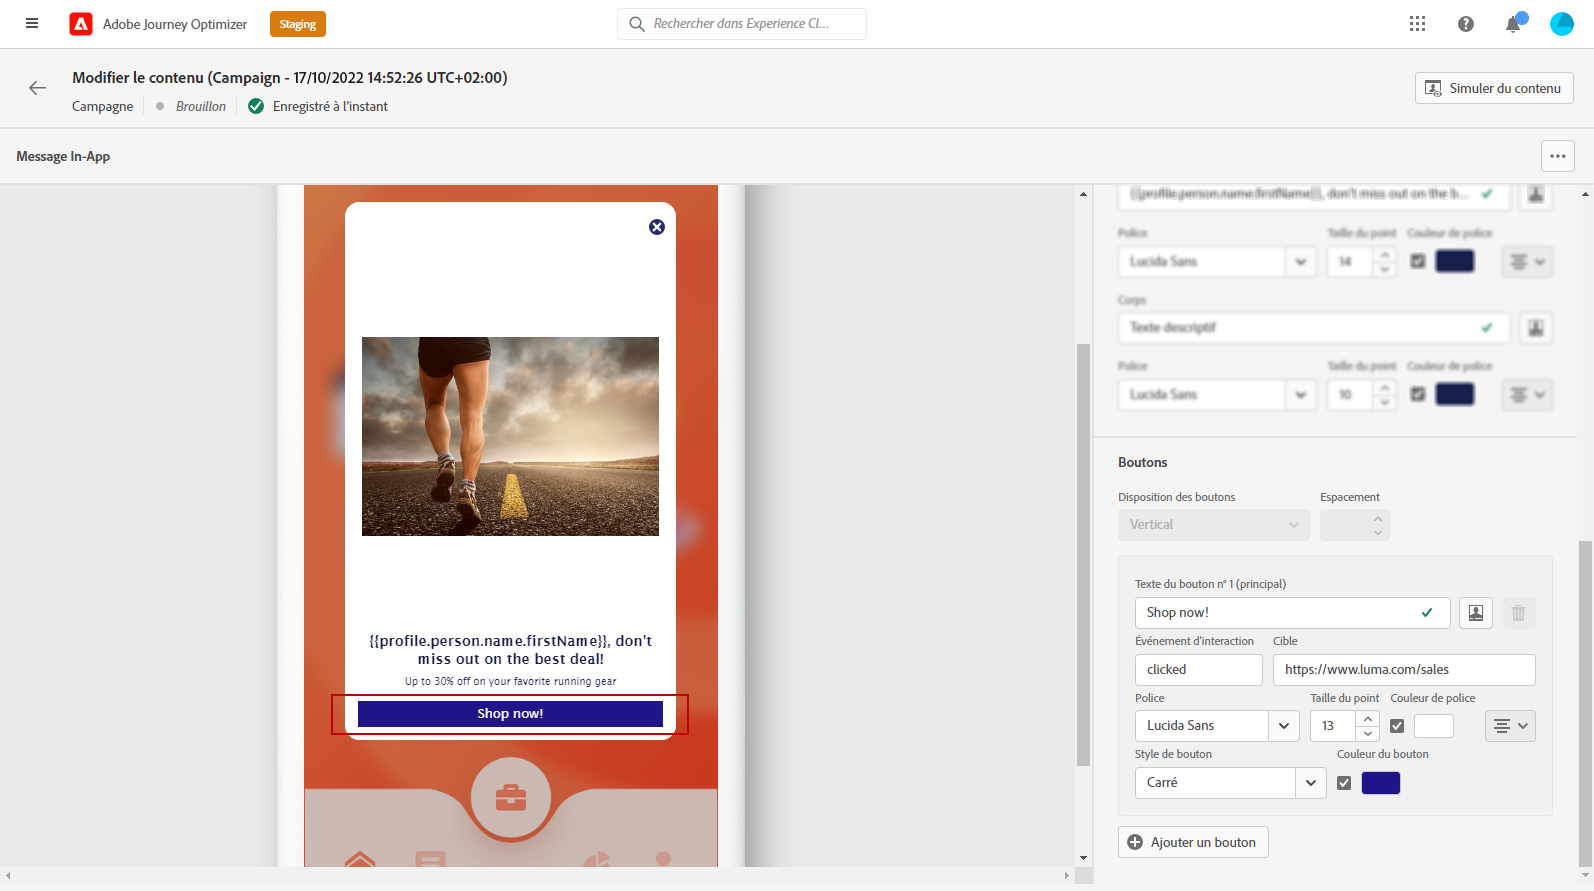 Adobe Journey Optimizer
Staging
Rechercher dans Experience Cl...
Modifier le contenu (Campaign - 17/10/2022 14:52:26 UTC+02:00)
Campagne
Brouillon
Enregistré à l'instant
Simuler du contenu
Message In-App
{{profile.person.name.firstName}}, don't
miss out on the best deal!
Up to 30% off on your favorite running gear
Shop now!
{{profile.person.name.firstName}}, don't miss out on the b...
Police
Taille du point
Couleur de police
Lucida Sans
14
Corps
Texte descriptif
Police
Taille du point
Couleur de police
Lucida Sans
10
Boutons
Disposition des boutons
Espacement
Vertical
Texte du bouton n° 1 (principal)
Shop now!
Événement d'interaction
Cible
clicked
https://www.luma.com/sales
Police
Taille du point
Couleur de police
Lucida Sans
13
Style de bouton
Couleur du bouton
Carré
Ajouter un bouton